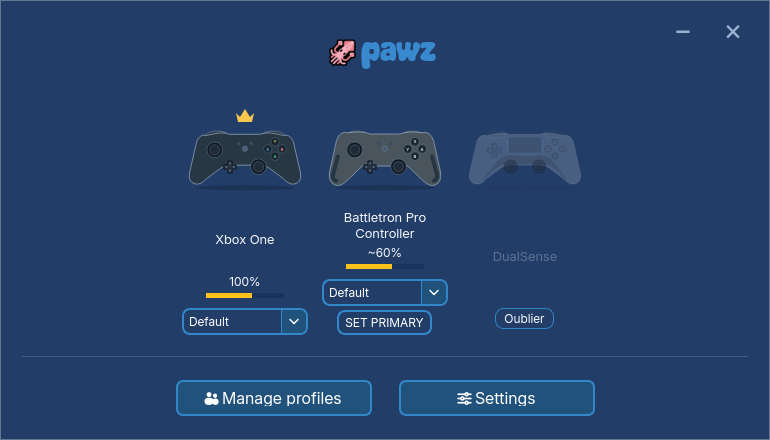 pawz
Xbox One
100%
Default
Battletron Pro
Controller
~60%
Default
SET PRIMARY
DualSense
Oublier
Manage profiles
Settings